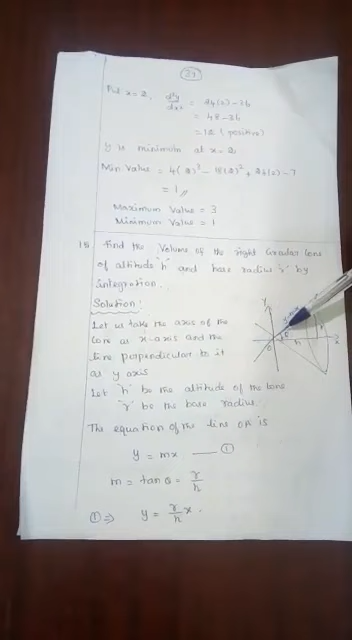 21
Put x = 2, d²y/dx² = 24(2) - 36
= 48 - 36
= 12 (positive)
y is minimum at x = 2
Min value = 4(2)³ - 18(2)² + 24(2) - 7
= 1 //
Maximum Value = 3
Minimum Value = 1
Find the Volume of the right Circular Cone
of altitude 'h' and base radius 'r' by
integration.
Solution:
Let us take the axis of the
Cone as x-axis and the
line perpendicular to it
as y axis
Let 'h' be the altitude of the Cone
'r' be the base radius.
The equation of the line OA is
y = mx —— ①
m = tan θ = r/h
① ⇒ y = r/h x.
y
O
h
x